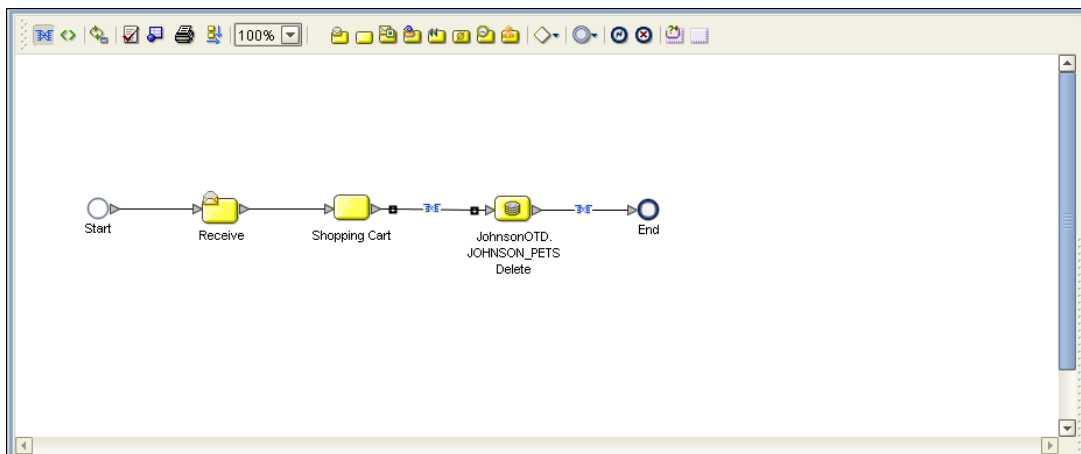 100%
Start
Receive
Shopping Cart
JohnsonOTD.
JOHNSON_PETS
Delete
End